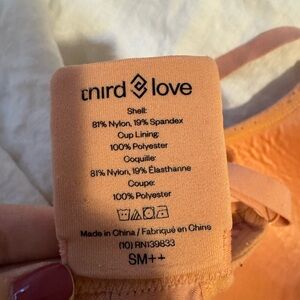 third love
Shell:
81% Nylon, 19% Spandex
Cup Lining:
100% Polyester
Coquille:
81% Nylon, 19% Élasthanne
Coupe:
100% Polyester
Made in China / Fabriqué en Chine
(10) RN139833
SM++